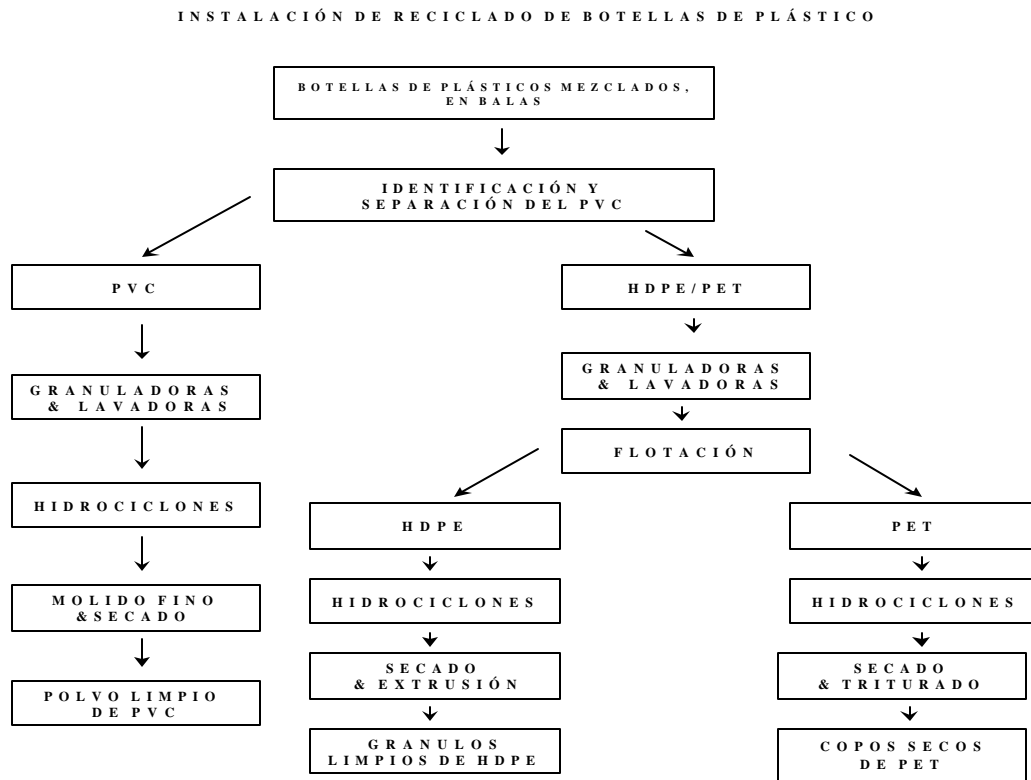 INSTALACIÓN DE RECICLADO DE BOTELLAS DE PLÁSTICO
BOTELLAS DE PLÁSTICOS MEZCLADOS,
EN BALAS
IDENTIFICACIÓN Y
SEPARACIÓN DEL PVC
PVC
HDPE/PET
GRANULADORAS
& LAVADORAS
GRANULADORAS
& LAVADORAS
FLOTACIÓN
HIDROCICLONES
HDPE
PET
MOLIDO FINO
&SECADO
HIDROCICLONES
HIDROCICLONES
POLVO LIMPIO
DE PVC
SECADO
& EXTRUSIÓN
SECADO
& TRITURADO
GRANULOS
LIMPIOS DE HDPE
COPOS SECOS
DE PET